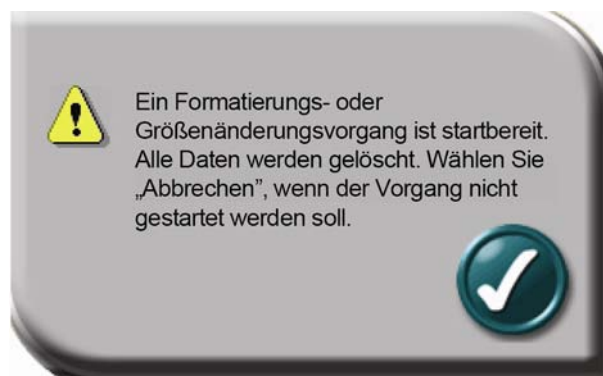 Ein Formatierungs- oder
Größenänderungsvorgang ist startbereit.
Alle Daten werden gelöscht. Wählen Sie
„Abbrechen”, wenn der Vorgang nicht
gestartet werden soll.